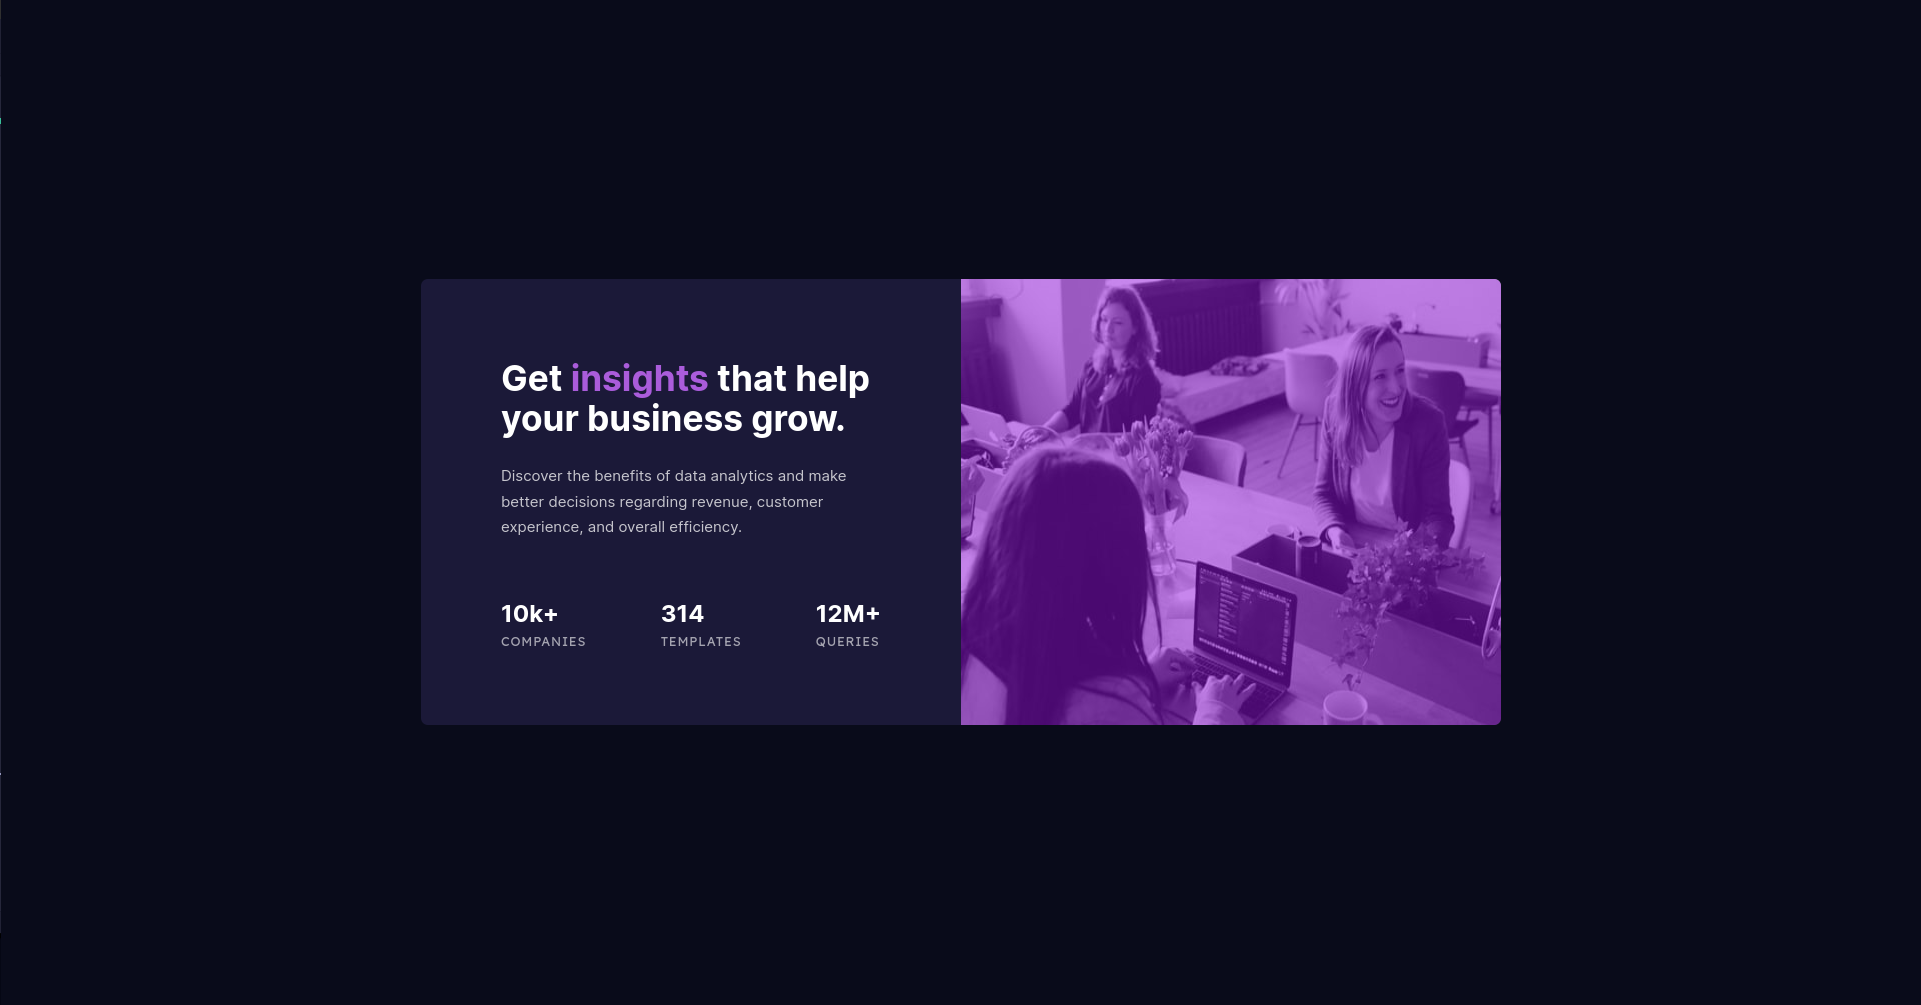 Get insights that help
your business grow.
Discover the benefits of data analytics and make
better decisions regarding revenue, customer
experience, and overall efficiency.
10k+
COMPANIES
314
TEMPLATES
12M+
QUERIES